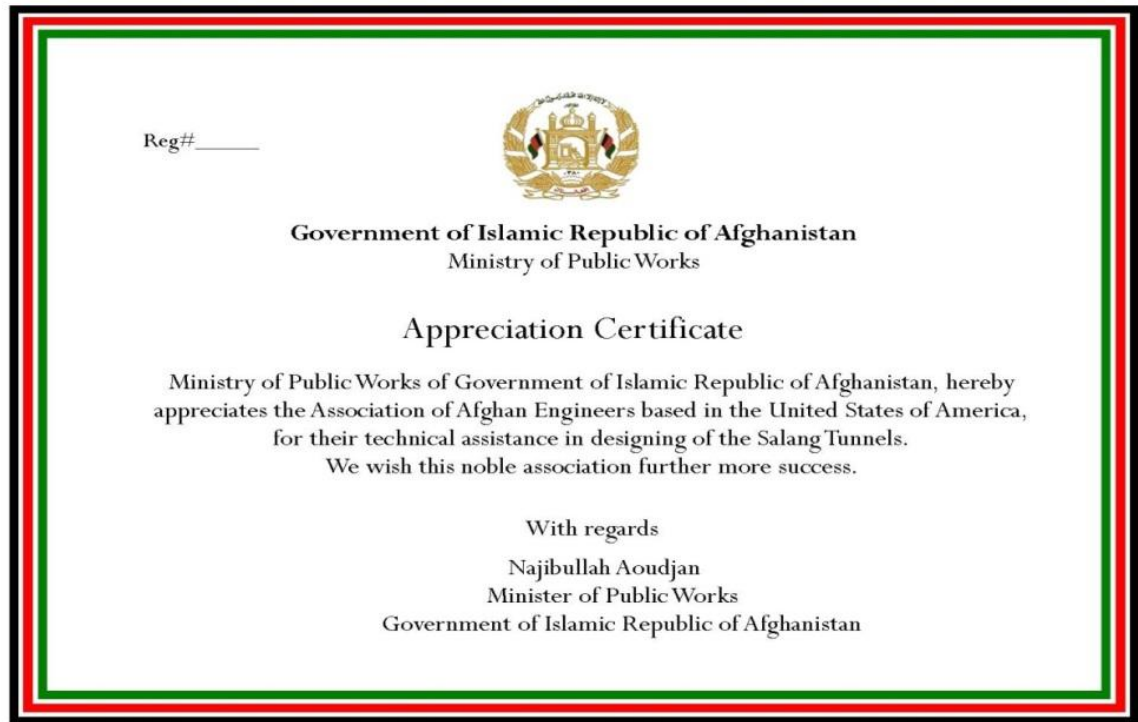 Reg#______
Government of Islamic Republic of Afghanistan
Ministry of Public Works
Appreciation Certificate
Ministry of Public Works of Government of Islamic Republic of Afghanistan, hereby
appreciates the Association of Afghan Engineers based in the United States of America,
for their technical assistance in designing of the Salang Tunnels.
We wish this noble association further more success.
With regards
Najibullah Aoudjan
Minister of Public Works
Government of Islamic Republic of Afghanistan